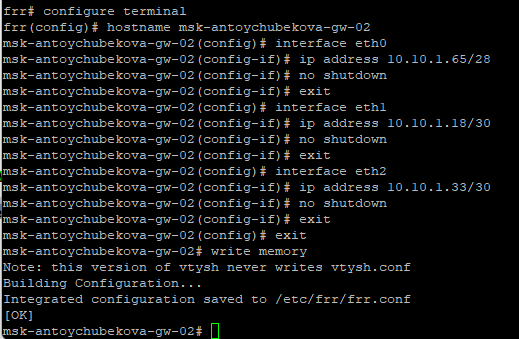 frr# configure terminal
frr(config)# hostname msk-antoychubekova-gw-02
msk-antoychubekova-gw-02(config)# interface eth0
msk-antoychubekova-gw-02(config-if)# ip address 10.10.1.65/28
msk-antoychubekova-gw-02(config-if)# no shutdown
msk-antoychubekova-gw-02(config-if)# exit
msk-antoychubekova-gw-02(config)# interface eth1
msk-antoychubekova-gw-02(config-if)# ip address 10.10.1.18/30
msk-antoychubekova-gw-02(config-if)# no shutdown
msk-antoychubekova-gw-02(config-if)# exit
msk-antoychubekova-gw-02(config)# interface eth2
msk-antoychubekova-gw-02(config-if)# ip address 10.10.1.33/30
msk-antoychubekova-gw-02(config-if)# no shutdown
msk-antoychubekova-gw-02(config-if)# exit
msk-antoychubekova-gw-02(config)# exit
msk-antoychubekova-gw-02# write memory
Note: this version of vtysh never writes vtysh.conf
Building Configuration...
Integrated configuration saved to /etc/frr/frr.conf
[OK]
msk-antoychubekova-gw-02#